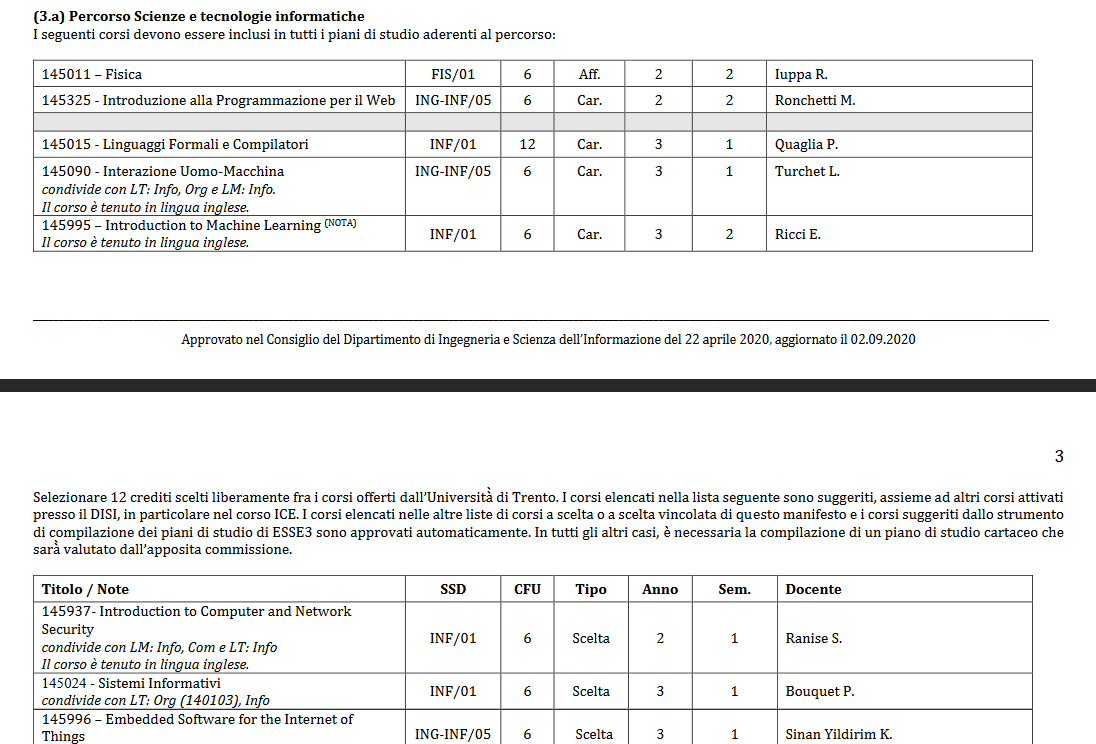 (3.a) Percorso Scienze e tecnologie informatiche
I seguenti corsi devono essere inclusi in tutti i piani di studio aderenti al percorso:
145011 – Fisica FIS/01 6 Aff. 2 2 Iuppa R.
145325 - Introduzione alla Programmazione per il Web ING-INF/05 6 Car. 2 2 Ronchetti M.
145015 - Linguaggi Formali e Compilatori INF/01 12 Car. 3 1 Quaglia P.
145090 - Interazione Uomo-Macchina ING-INF/05 6 Car. 3 1 Turchet L.
condivide con LT: Info, Org e LM: Info.
Il corso è tenuto in lingua inglese.
145995 – Introduction to Machine Learning (NOTA)
Il corso è tenuto in lingua inglese. INF/01 6 Car. 3 2 Ricci E.
Approvato nel Consiglio del Dipartimento di Ingegneria e Scienza dell'Informazione del 22 aprile 2020, aggiornato il 02.09.2020
3
Selezionare 12 crediti scelti liberamente fra i corsi offerti dall'Università di Trento. I corsi elencati nella lista seguente sono suggeriti, assieme ad altri corsi attivati
presso il DISI, in particolare nel corso ICE. I corsi elencati nelle altre liste di corsi a scelta o a scelta vincolata di questo manifesto e i corsi suggeriti dallo strumento
di compilazione dei piani di studio di ESSE3 sono approvati automaticamente. In tutti gli altri casi, è necessaria la compilazione di un piano di studio cartaceo che
sarà valutato dall'apposita commissione.
Titolo / Note SSD CFU Tipo Anno Sem. Docente
145937- Introduction to Computer and Network
Security
condivide con LM: Info, Com e LT: Info
Il corso è tenuto in lingua inglese. INF/01 6 Scelta 2 1 Ranise S.
145024 - Sistemi Informativi
condivide con LT: Org (140103), Info INF/01 6 Scelta 3 1 Bouquet P.
145996 – Embedded Software for the Internet of
Things ING-INF/05 6 Scelta 3 1 Sinan Yildirim K.